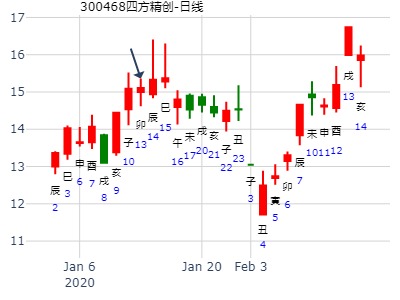 300468四方精创-日线
17
16
15
14
13
12
11
辰
2
巳
3
申
6
酉
7
戌
8
亥
9
子
10
卯
13
辰
14
巳
15
午
16
未
17
戌
20
亥
21
子
22
丑
23
子
3
丑
4
寅
5
卯
6
辰
7
未
10
申
11
酉
12
戌
13
亥
14
Jan 6
2020
Jan 20
Feb 3